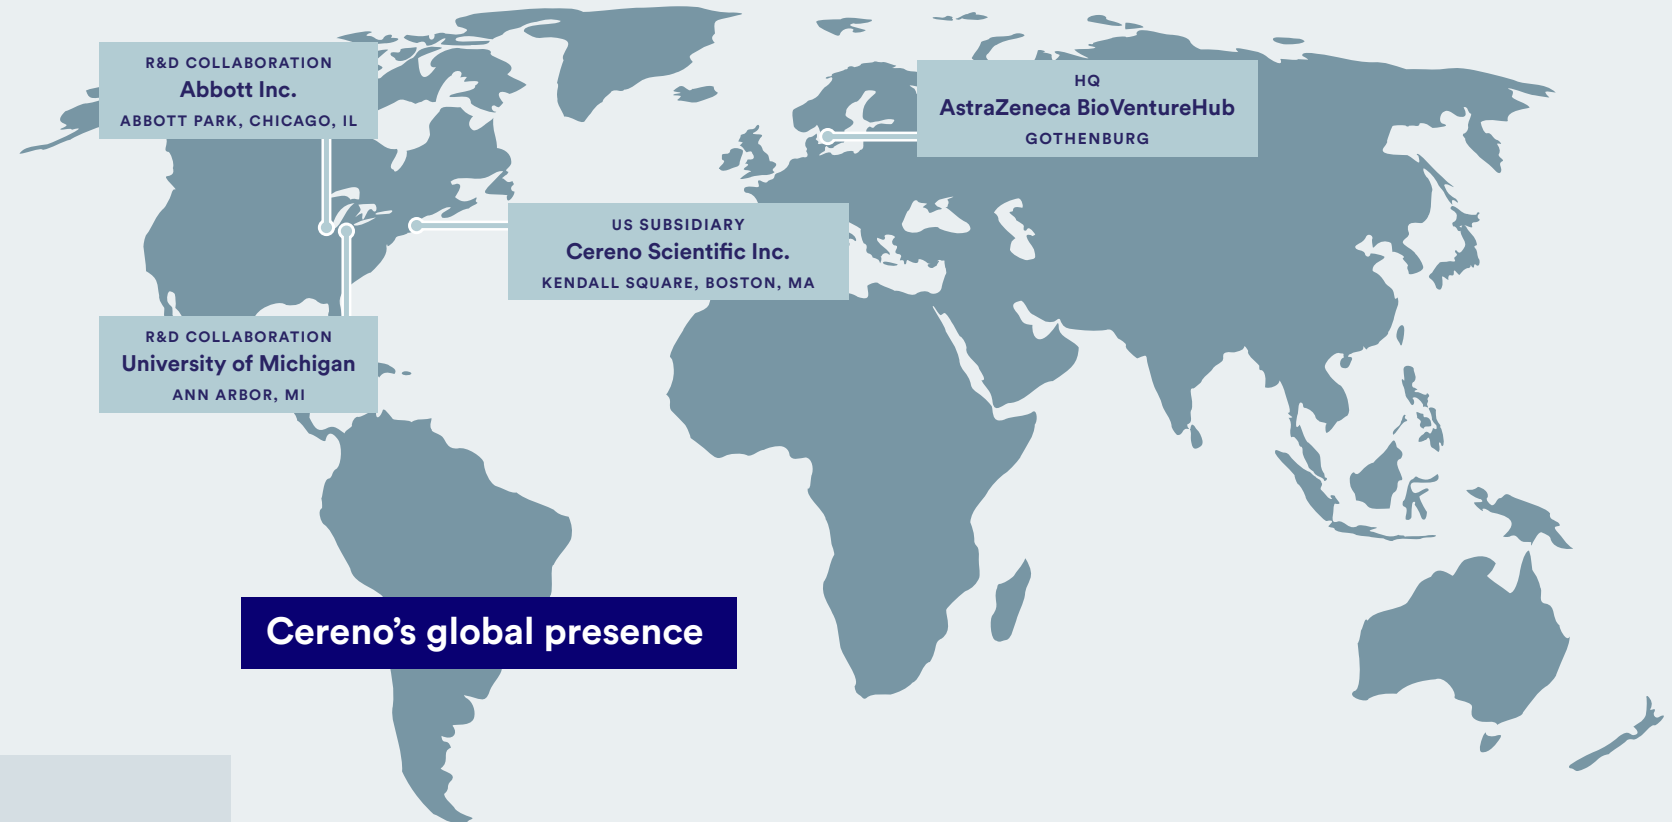 R&D COLLABORATION
Abbott Inc.
ABBOTT PARK, CHICAGO, IL
HQ
AstraZeneca BioVentureHub
GOTHENBURG
US SUBSIDIARY
Cereno Scientific Inc.
KENDALL SQUARE, BOSTON, MA
R&D COLLABORATION
University of Michigan
ANN ARBOR, MI
Cereno’s global presence